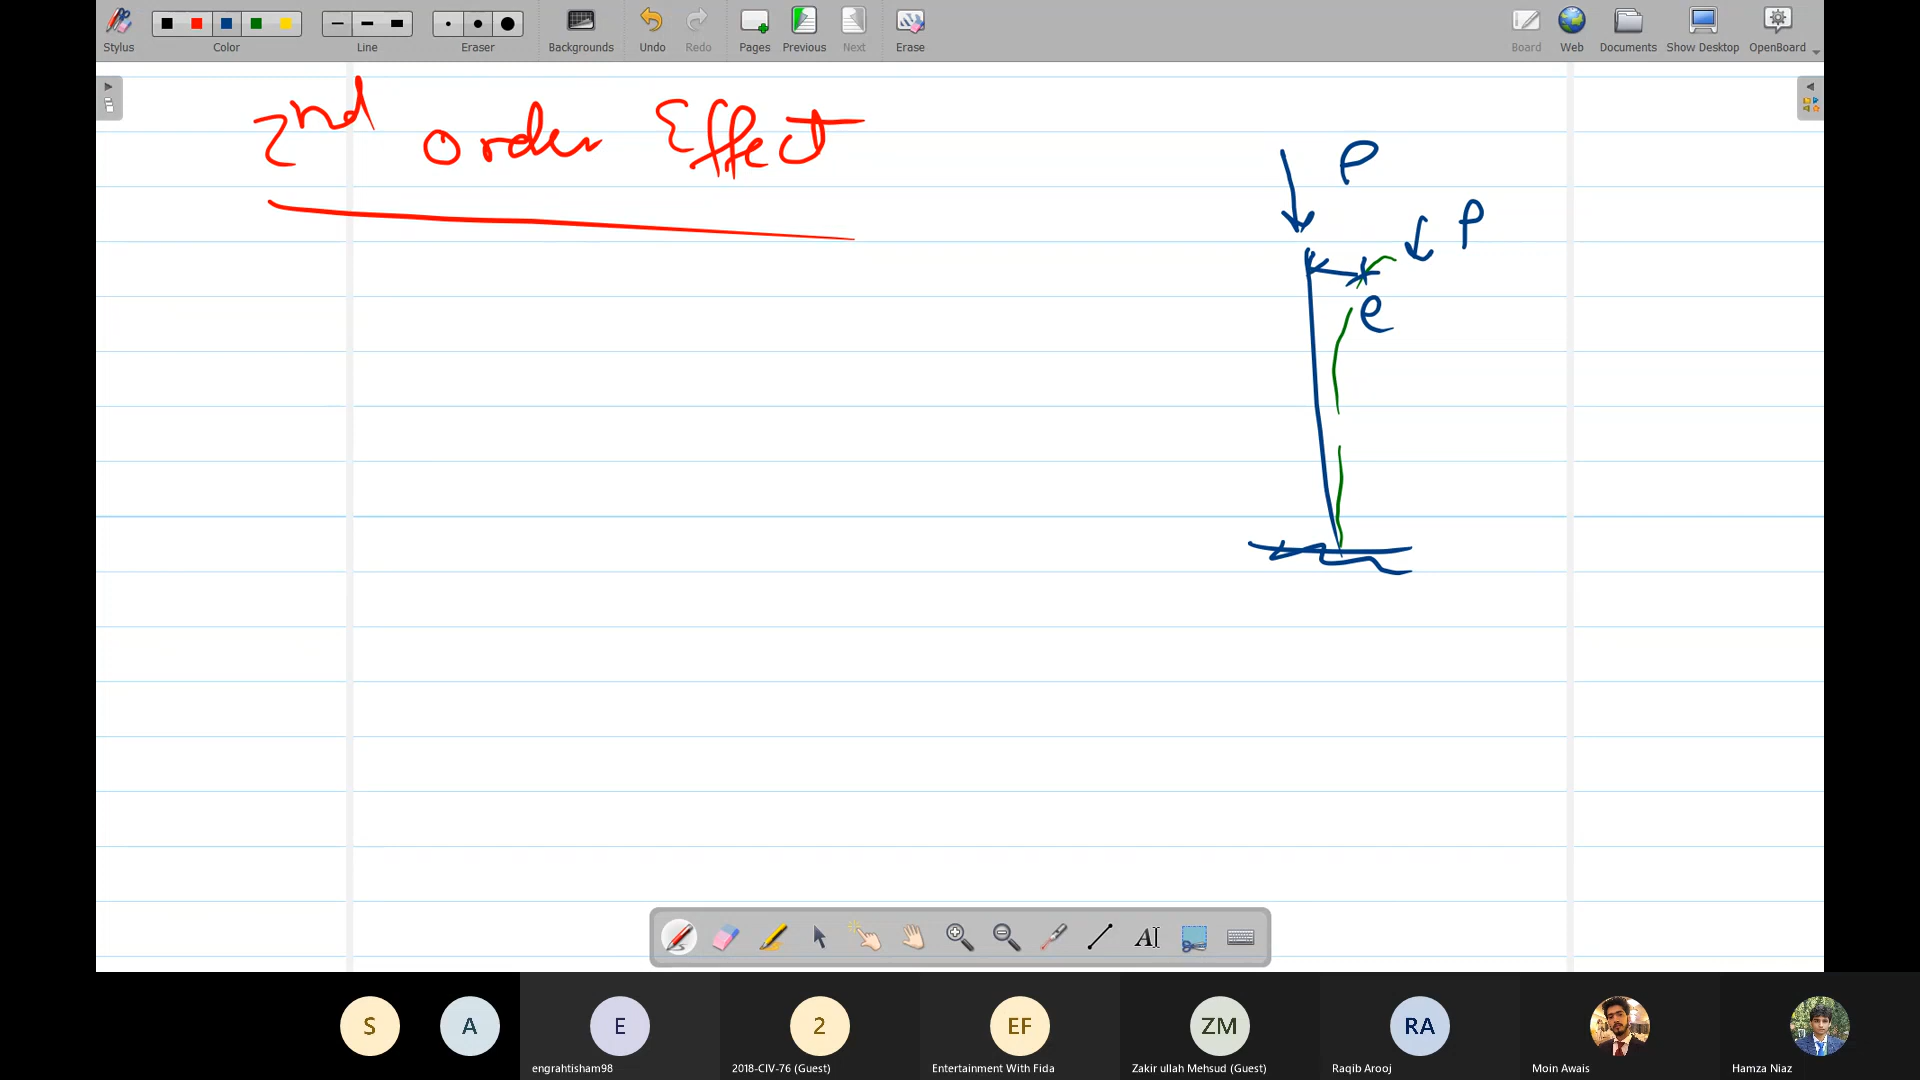 Stylus
Color
Line
Eraser
Backgrounds
Undo
Redo
Pages
Previous
Next
Erase
Board
Web
Documents
Show Desktop
OpenBoard
2nd order Effect
P
P
e
AI
S
A
E
2
EF
ZM
RA
engrahtisham98
2018-CIV-76 (Guest)
Entertainment With Fida
Zakir ullah Mehsud (Guest)
Raqib Arooj
Moin Awais
Hamza Niaz